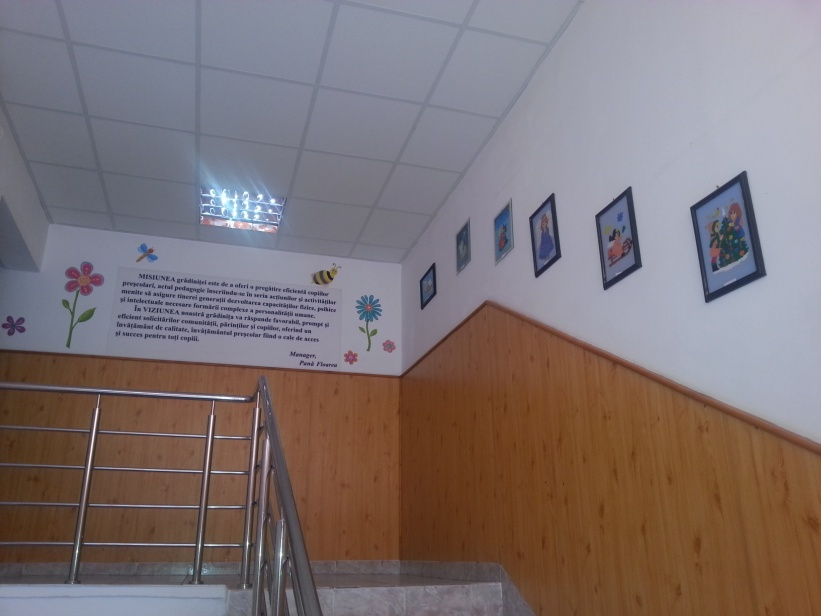 MISIUNEA grădiniței este de a oferi o pregătire eficientă copiilor
preșcolari, actul pedagogic înscriindu-se în seria acțiunilor și activităților
menite să asigure tinerei generații dezvoltarea capacităților fizice, psihice
și intelectuale necesare formării complexe a personalității umane.
În VIZIUNEA noastră grădinița va răspunde favorabil, prompt și
eficient solicitărilor comunității, părinților și copiilor, oferind un
învățământ de calitate, învățământul preșcolar fiind o cale de acces
și succes pentru toți copiii.
Manager,
Pană Floarea